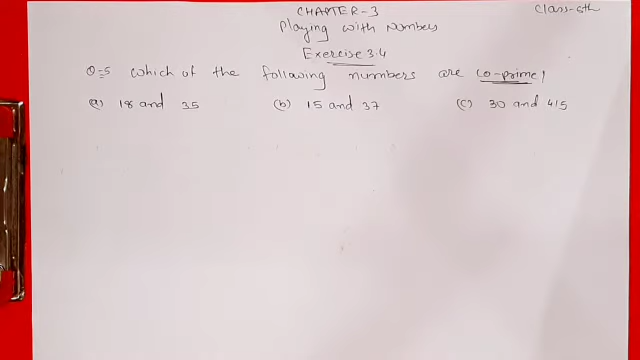 CHAPTER-3
Class-6th
Playing with Numbers
Exercise 3.4
Q=5 Which of the following numbers are co-prime!
(a) 18 and 35 (b) 15 and 37 (c) 30 and 415